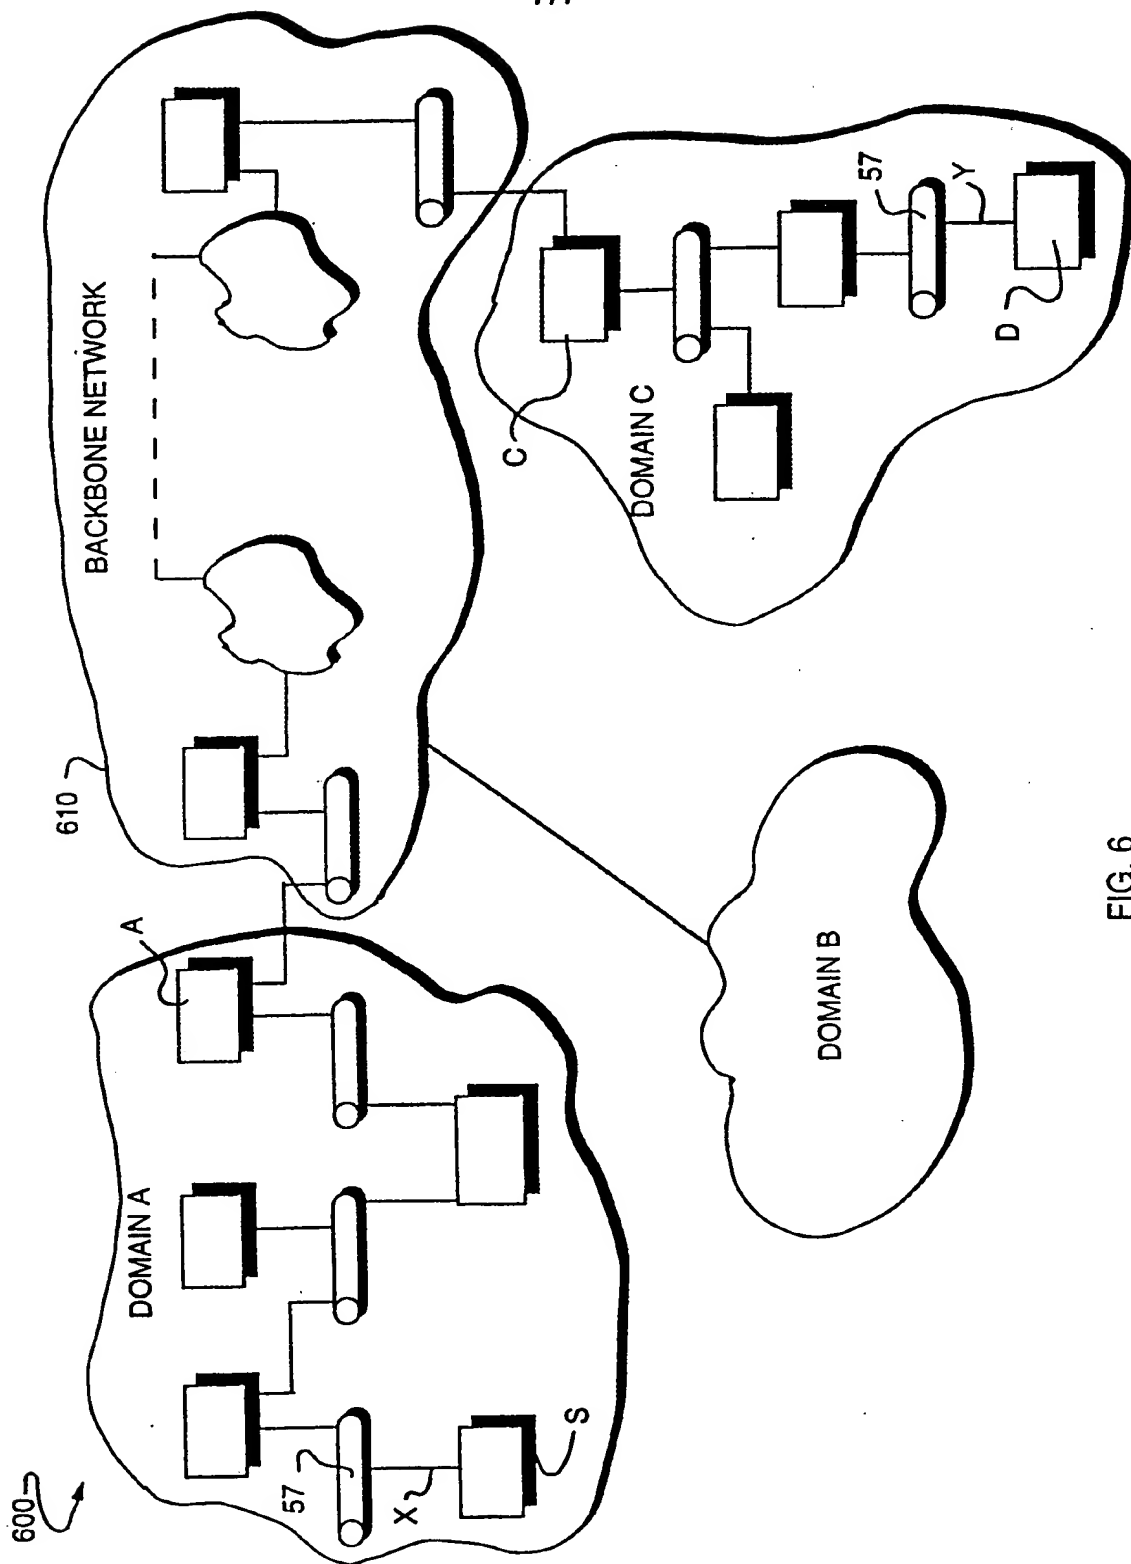 600
DOMAIN A
A
57
X
S
610
BACKBONE NETWORK
DOMAIN B
C
DOMAIN C
57
Y
D
FIG. 6